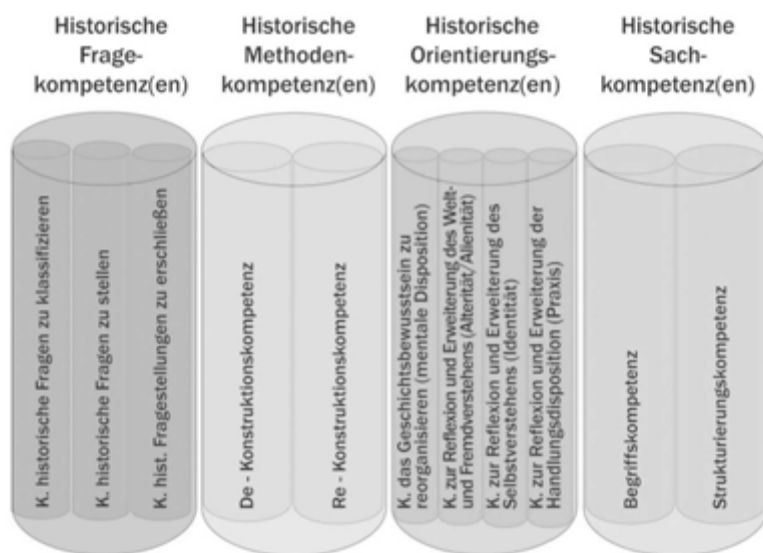 Historische
Frage-
kompetenz(en)
Historische
Methoden-
kompetenz(en)
Historische
Orientierungs-
kompetenz(en)
Historische
Sach-
kompetenz(en)
K. historische Fragen zu klassifizieren
K. historische Fragen zu stellen
K. hist. Fragestellungen zu erschließen
De - Konstruktionskompetenz
Re - Konstruktionskompetenz
K. das Geschichtsbewusstsein zu
reorganisieren (mentale Disposition)
K. zur Reflexion und Erweiterung des Welt-
und Fremdverstehens (Alterität/Alienität)
K. zur Reflexion und Erweiterung des
Selbstverstehens (Identität)
K. zur Reflexion und Erweiterung der
Handlungsdisposition (Praxis)
Begriffskompetenz
Strukturierungskompetenz